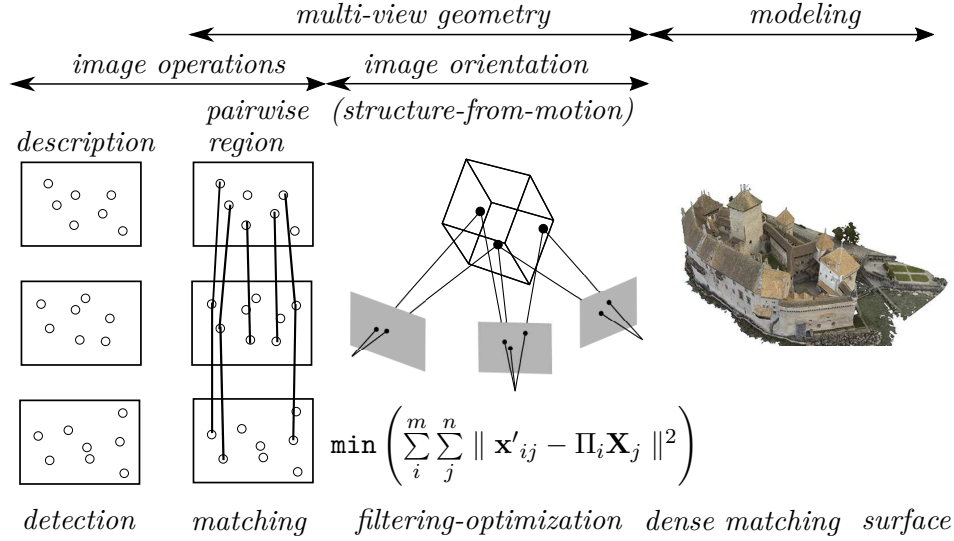 multi-view geometry modeling
image operations image orientation
pairwise (structure-from-motion)
description region
min ( ∑_i^m ∑_j^n ‖ x'_{ij} − Π_i X_j ‖² )
detection matching filtering-optimization dense matching surface